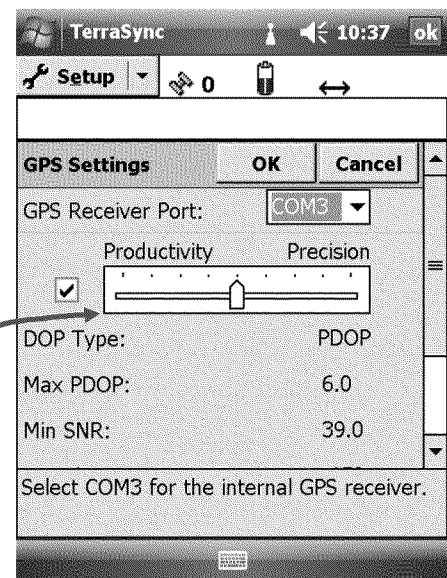 TerraSync 10:37 ok
Setup 0
GPS Settings OK Cancel
GPS Receiver Port: COM3
Productivity Precision
DOP Type: PDOP
Max PDOP: 6.0
Min SNR: 39.0
Select COM3 for the internal GPS receiver.